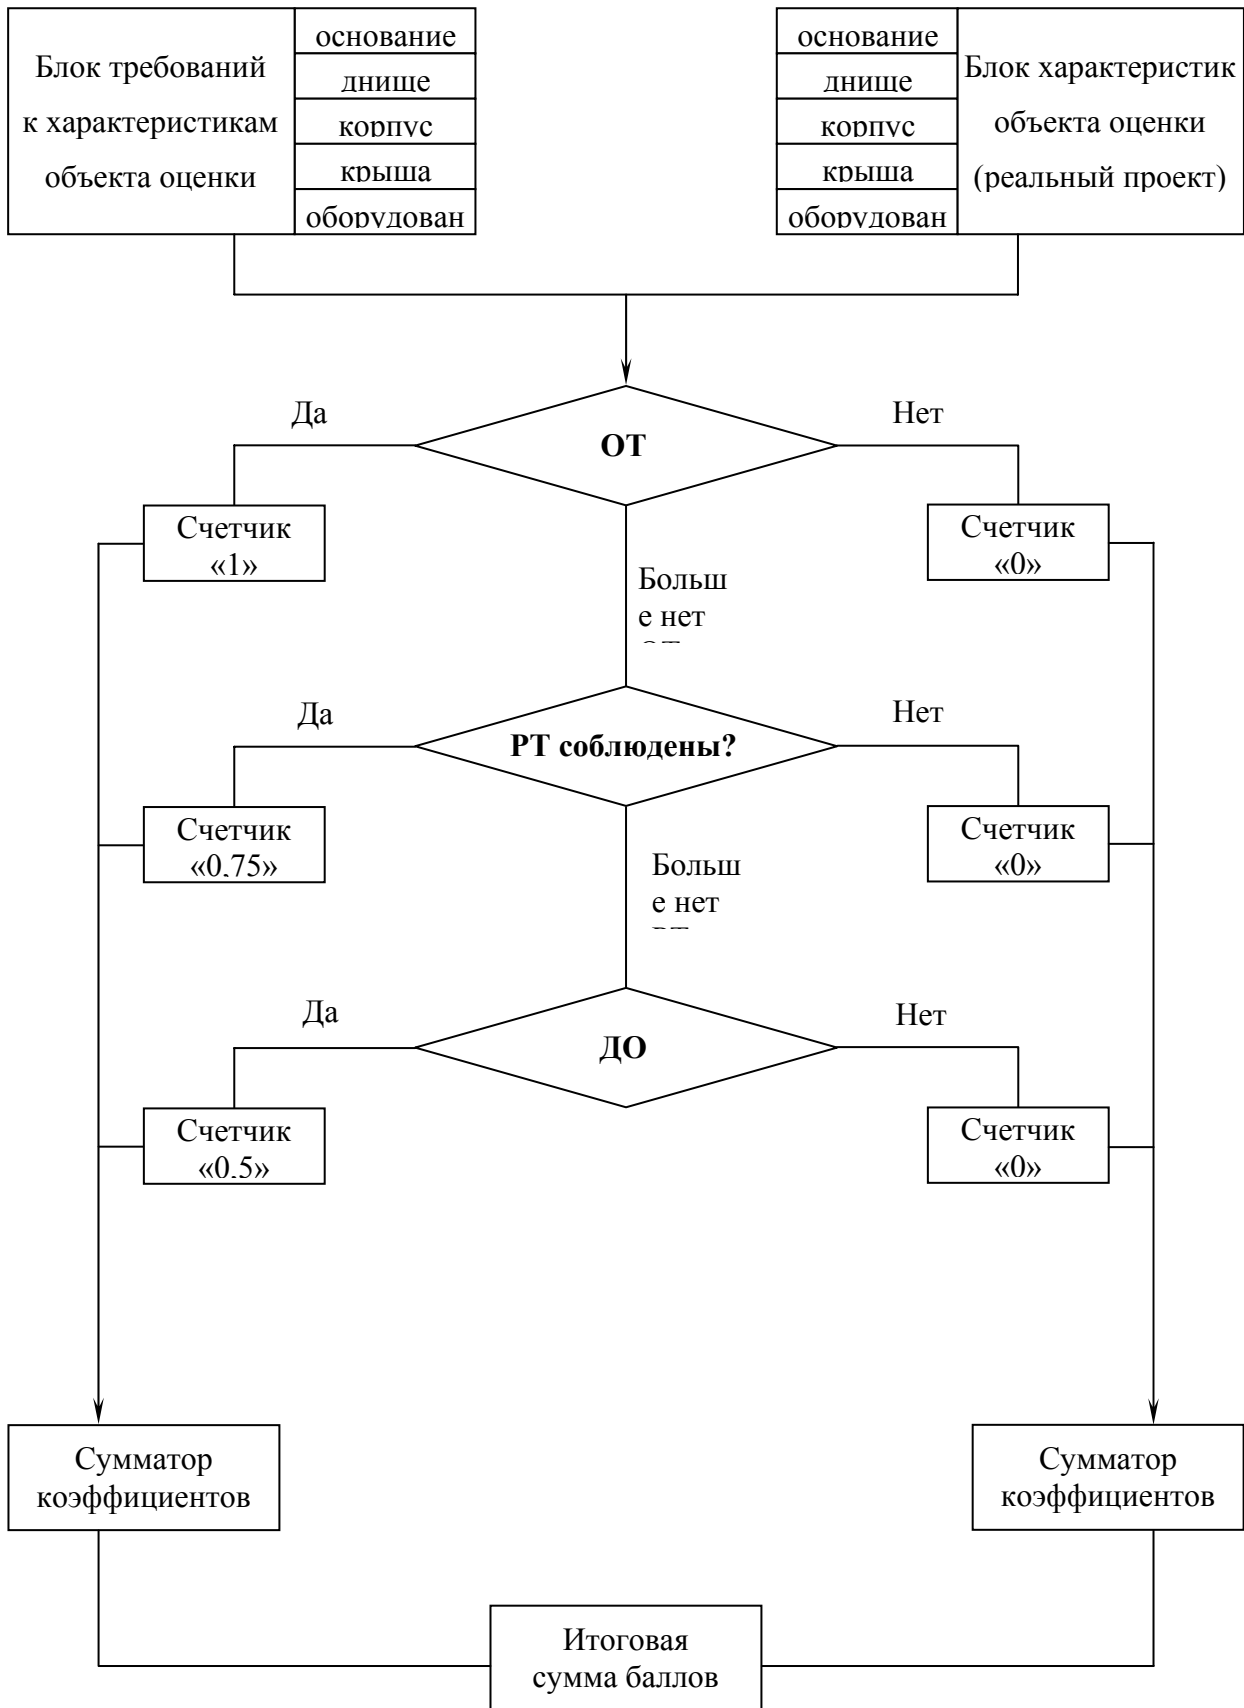 Блок требований
к характеристикам
объекта оценки
основание
днище
корпус
крыша
оборудован
основание
днище
корпус
крыша
оборудован
Блок характеристик
объекта оценки
(реальный проект)
Да
ОТ
Нет
Счетчик
«1»
Счетчик
«0»
Больш
е нет
ОТ
Да
РТ соблюдены?
Нет
Счетчик
«0,75»
Счетчик
«0»
Больш
е нет
РТ
Да
ДО
Нет
Счетчик
«0,5»
Счетчик
«0»
Сумматор
коэффициентов
Сумматор
коэффициентов
Итоговая
сумма баллов